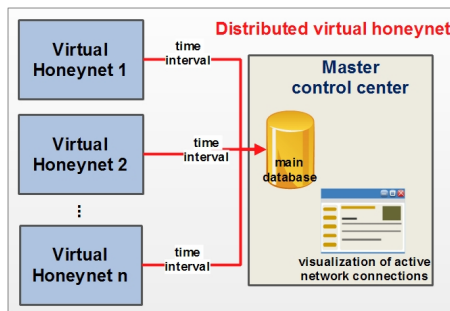 Distributed virtual honeynet
Virtual
Honeynet 1
time
interval
Virtual
Honeynet 2
time
interval
...
Virtual
Honeynet n
time
interval
Master
control center
main
database
visualization of active
network connections